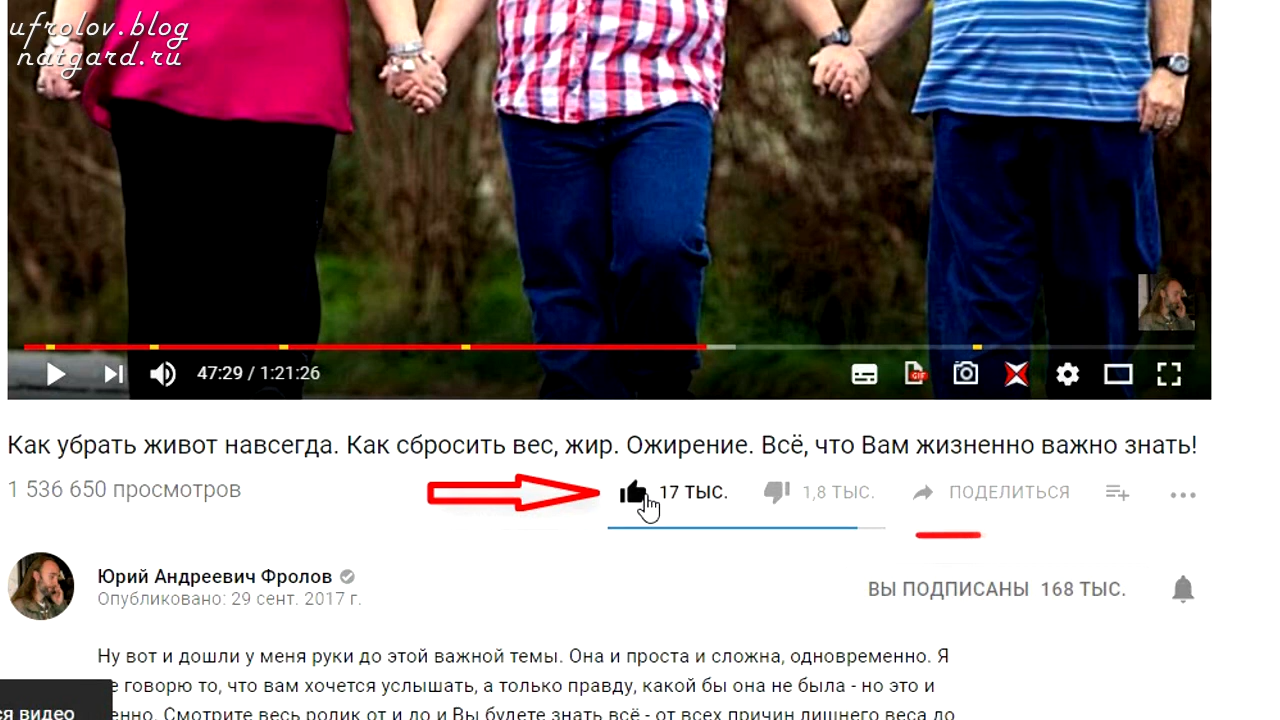 ufrolov.blog
natgard.ru
47:29 / 1:21:26
GIF
Как убрать живот навсегда. Как сбросить вес, жир. Ожирение. Всё, что Вам жизненно важно знать!
1 536 650 просмотров
17 ТЫС. 1,8 ТЫС. ПОДЕЛИТЬСЯ
Юрий Андреевич Фролов
Опубликовано: 29 сент. 2017 г.
ВЫ ПОДПИСАНЫ 168 ТЫС.
Ну вот и дошли у меня руки до этой важной темы. Она и проста и сложна, одновременно. Я
говорю то, что вам хочется услышать, а только правду, какой бы она не была - но это и
Смотрите весь ролик от и до и Вы будете знать всё - от всех причин лишнего веса до
видео